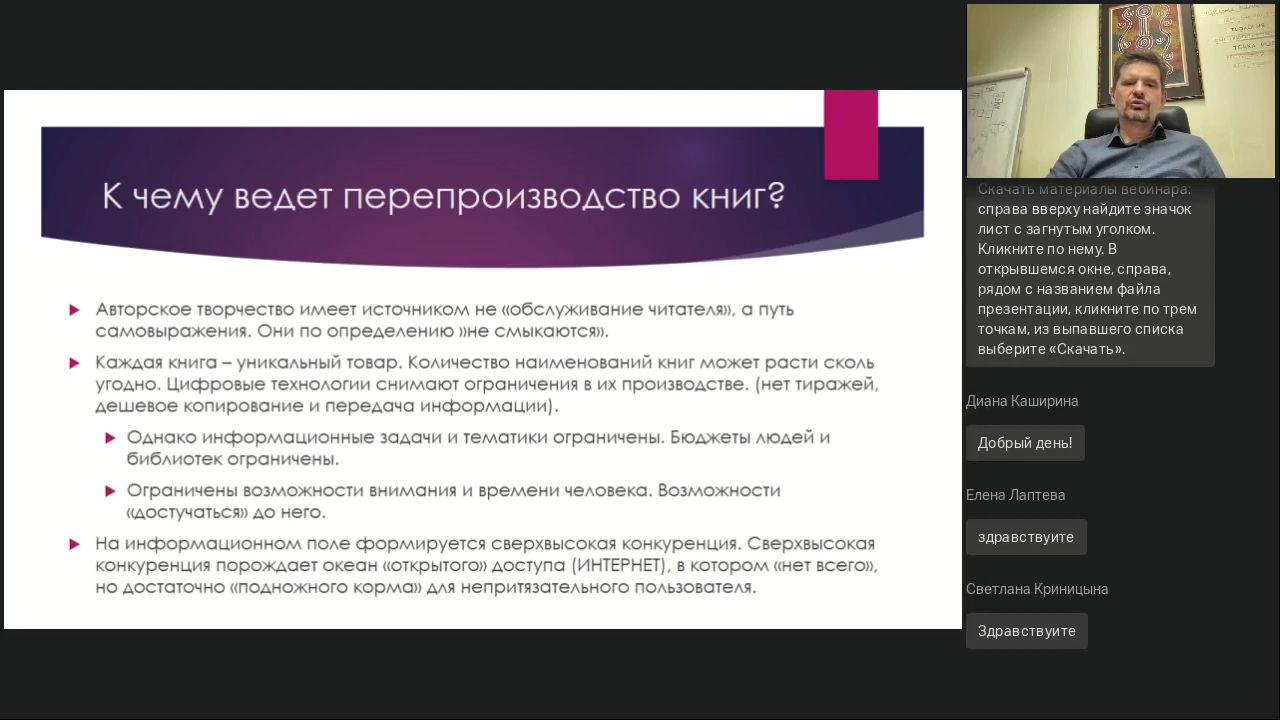 К чему ведет перепроизводство книг?
Авторское творчество имеет источником не «обслуживание читателя», а путь
самовыражения. Они по определению »не смыкаются».
Каждая книга – уникальный товар. Количество наименований книг может расти сколь
угодно. Цифровые технологии снимают ограничения в их производстве. (нет тиражей,
дешевое копирование и передача информации).
Однако информационные задачи и тематики ограничены. Бюджеты людей и
библиотек ограничены.
Ограничены возможности внимания и времени человека. Возможности
«достучаться» до него.
На информационном поле формируется сверхвысокая конкуренция. Сверхвысокая
конкуренция порождает океан «открытого» доступа (ИНТЕРНЕТ), в котором «нет всего»,
но достаточно «подножного корма» для непритязательного пользователя.
Скачать материалы вебинара:
справа вверху найдите значок
лист с загнутым уголком.
Кликните по нему. В
открывшемся окне, справа,
рядом с названием файла
презентации, кликните по трем
точкам, из выпавшего списка
выберите «Скачать».
Диана Каширина
Добрый день!
Елена Лаптева
здравствуите
Светлана Криницына
Здравствуите